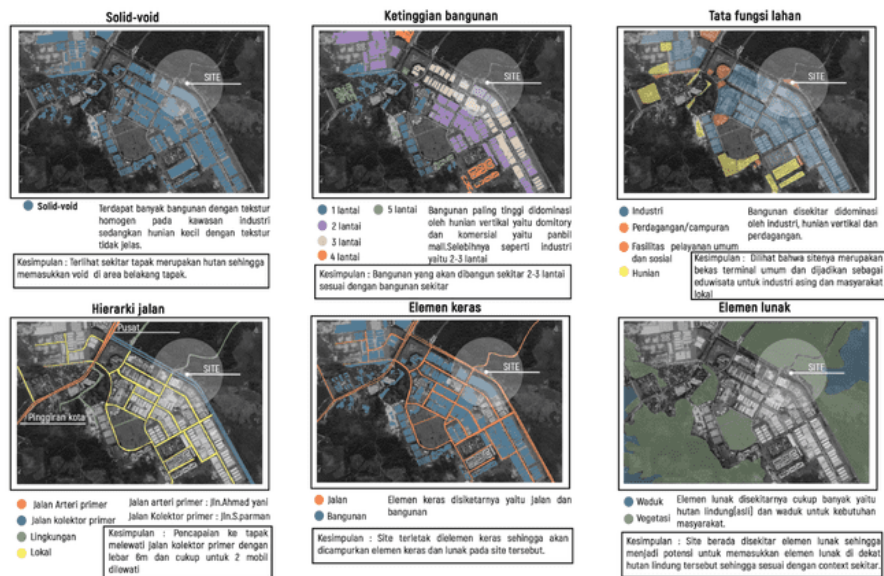 Solid-void
SITE
Solid-void
Terdapat banyak bangunan dengan tekstur
homogen pada kawasan industri
sedangkan hunian kecil dengan tekstur
tidak jelas.
Kesimpulan : Terlihat sekitar tapak merupakan hutan sehingga
memasukkan void di area belakang tapak.
Ketinggian bangunan
SITE
1 lantai
2 lantai
3 lantai
4 lantai
5 lantai
Bangunan paling tinggi didominasi
oleh hunian vertikal yaitu domitory
dan komersial yaitu panbil
mall.Selebihnya seperti industri
yaitu 2-3 lantai
Kesimpulan : Bangunan yang akan dibangun sekitar 2-3 lantai
sesuai dengan bangunan sekitar
Tata fungsi lahan
SITE
Industri
Perdagangan/campuran
Fasilitas pelayanan umum
dan sosial
Hunian
Bangunan disekitar didominasi
oleh industri, hunian vertikal dan
perdagangan.
Kesimpulan : Dilihat bahwa sitenya merupakan
bekas terminal umum dan dijadikan sebagai
eduwisata untuk industri asing dan masyarakat
lokal
Hierarki jalan
Pusat
SITE
Pinggiran kota
Jalan Arteri primer
Jalan kolektor primer
Lingkungan
Lokal
Jalan arteri primer : Jln.Ahmad yani
Jalan Kolektor primer : Jln.S.parman
Kesimpulan : Pencapaian ke tapak
melewati jalan kolektor primer dengan
lebar 6m dan cukup untuk 2 mobil
dilewati
Elemen keras
SITE
Jalan
Bangunan
Elemen keras disiketarnya yaitu jalan dan
bangunan
Kesimpulan : Site terletak dielemen keras sehingga akan
dicampurkan elemen keras dan lunak pada site tersebut.
Elemen lunak
SITE
Waduk
Vegetasi
Elemen lunak disekitarnya cukup banyak yaitu
hutan lindung(asli) dan waduk untuk kebutuhan
masyarakat.
Kesimpulan : Site berada disekitar elemen lunak sehingga
menjadi potensi untuk memasukkan elemen lunak di dekat
hutan lindung tersebut sehingga sesuai dengan context sekitar.